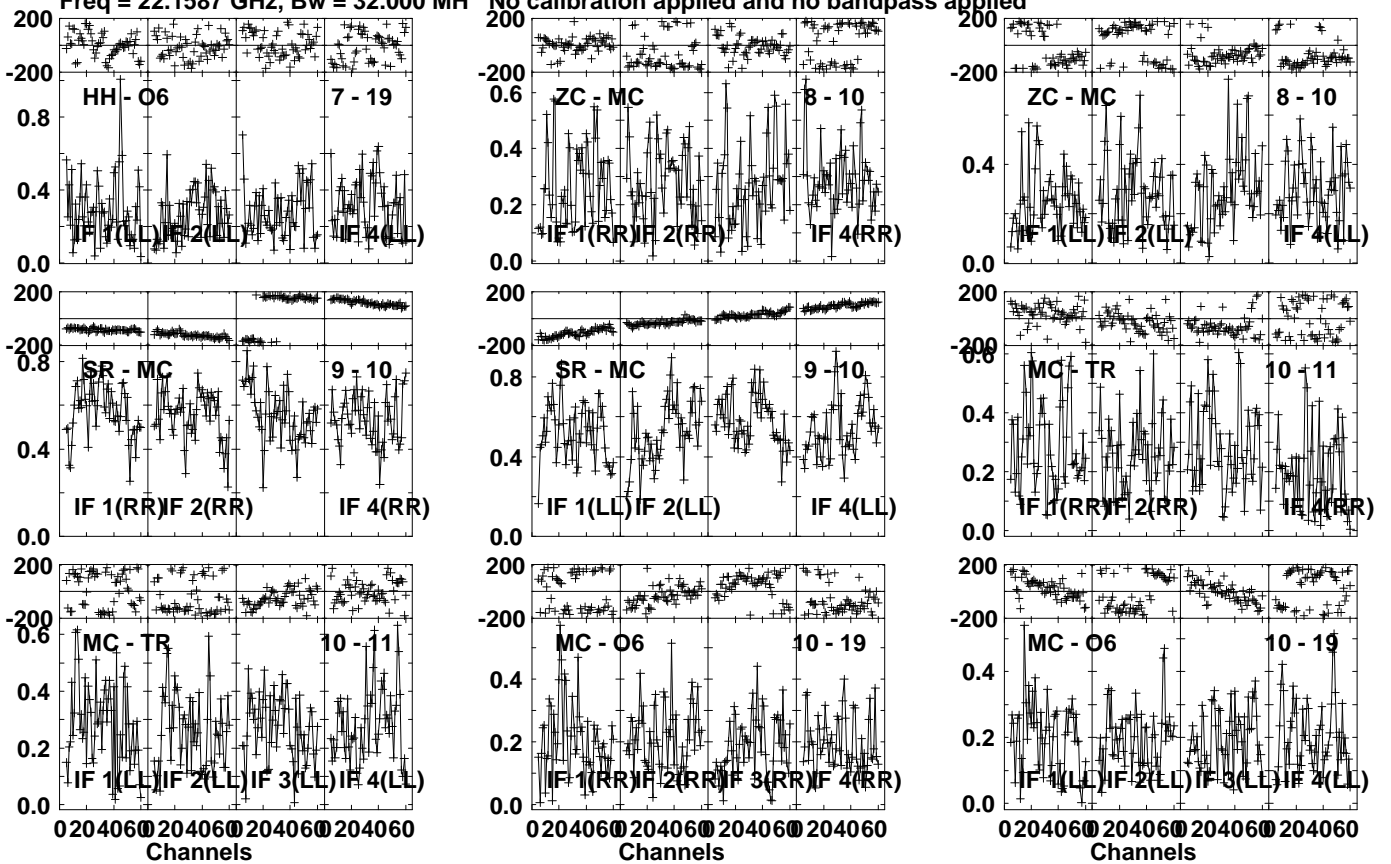 Freq = 22.1587 GHz, Bw = 32.000 MH No calibration applied and no bandpass applied
200 200 200
-200 -200 -200
HH - O6 7 - 19 ZC - MC 8 - 10 ZC - MC 8 - 10
0.8 0.6
0.4 0.4 0.4
0.2
IF 1(LL) IF 2(LL) IF 4(LL) IF 1(RR) IF 2(RR) IF 4(RR) IF 1(LL) IF 2(LL) IF 4(LL)
0.0 0.0 0.0
200 200 200
-200 -200 -200
SR - MC 9 - 10 SR - MC 9 - 10 MC - TR 10 - 11
0.8 0.8 0.6
0.4 0.4 0.4
0.2
IF 1(RR) IF 2(RR) IF 4(RR) IF 1(LL) IF 2(LL) IF 4(LL) IF 1(RR) IF 2(RR) IF 4(RR)
0.0 0.0 0.0
200 200 200
-200 -200 -200
MC - TR 10 - 11 MC - O6 10 - 19 MC - O6 10 - 19
0.6
0.4 0.4 0.4
0.2 0.2 0.2
IF 1(LL) IF 2(LL) IF 3(LL) IF 4(LL) IF 1(RR) IF 2(RR) IF 3(RR) IF 4(RR) IF 1(LL) IF 2(LL) IF 3(LL) IF 4(LL)
0.0 0.0 0.0
0 20 40 60 0 20 40 60 0 20 40 60 0 20 40 60 0 20 40 60 0 20 40 60 0 20 40 60 0 20 40 60 0 20 40 60 0 20 40 60 0 20 40 60 0 20 40 60
Channels Channels Channels